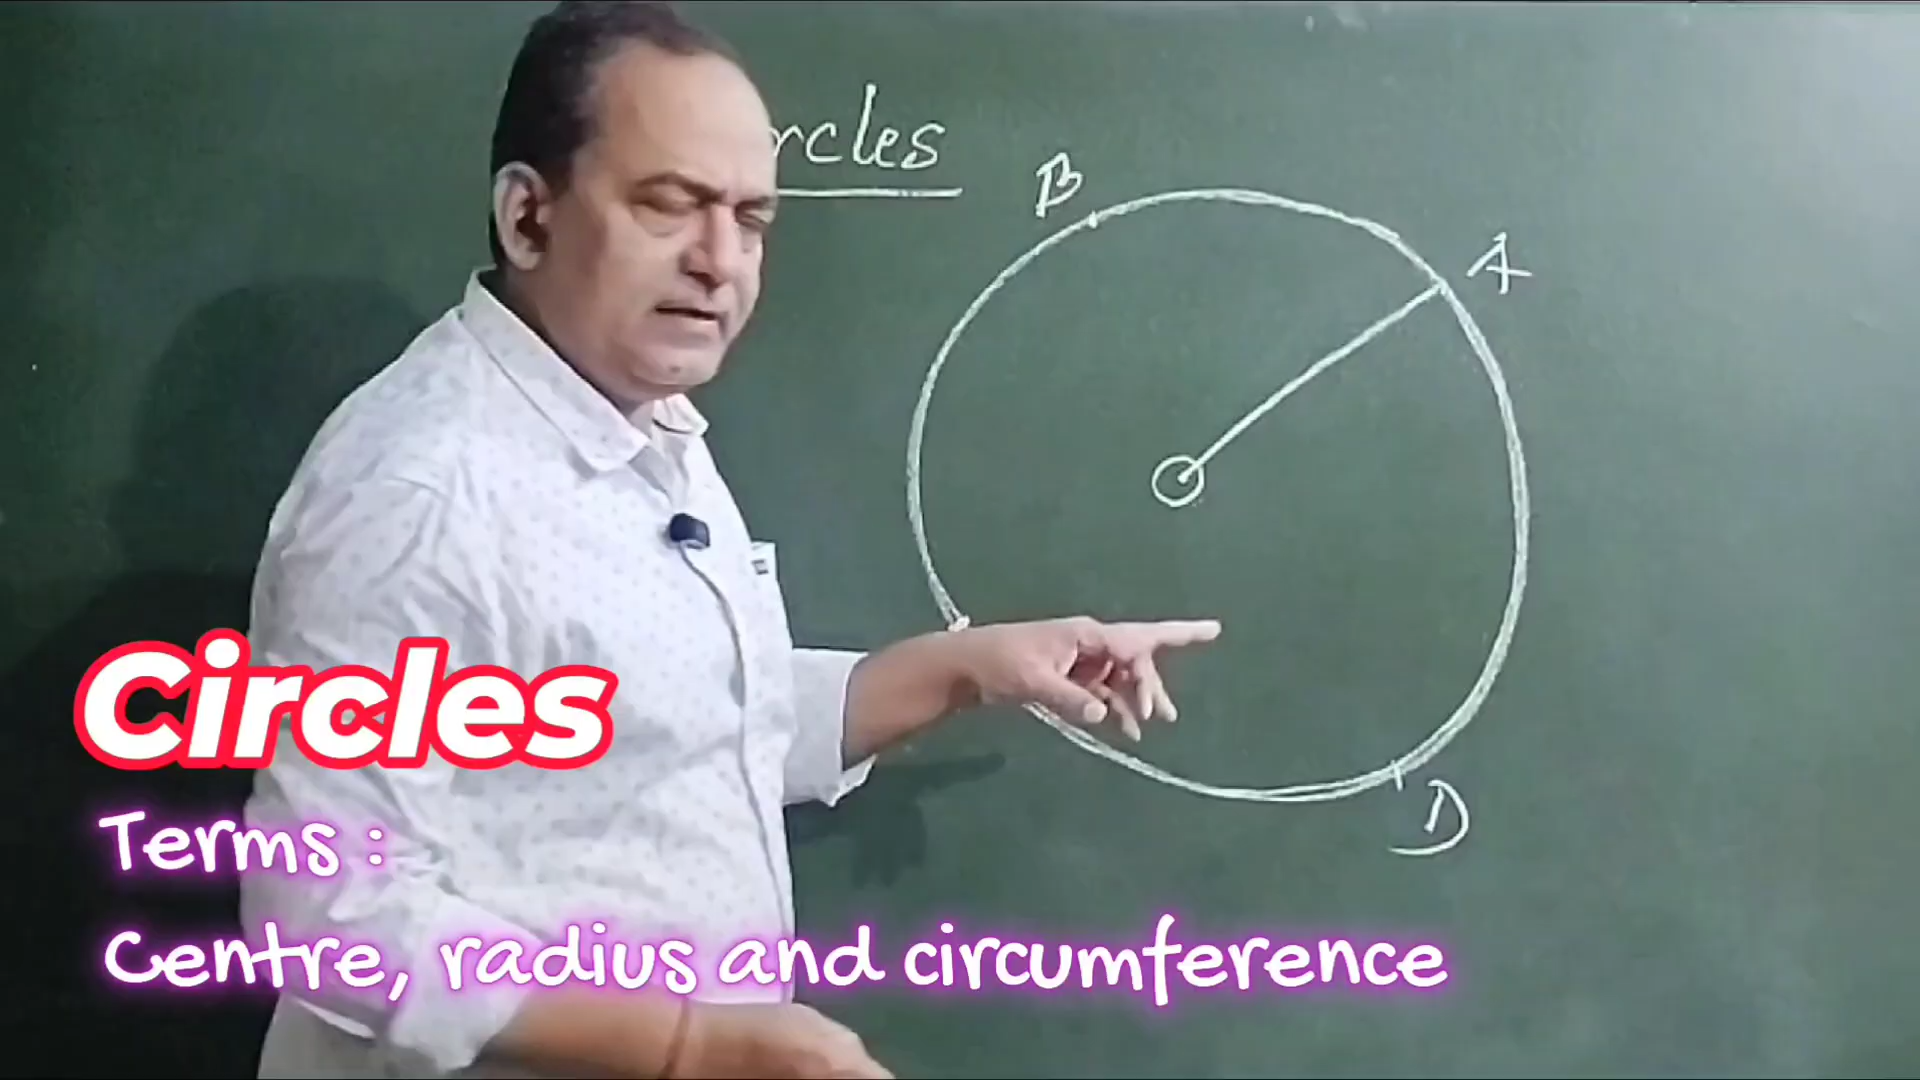 rcles
B
A
D
Circles
Terms :
Centre, radius and circumference